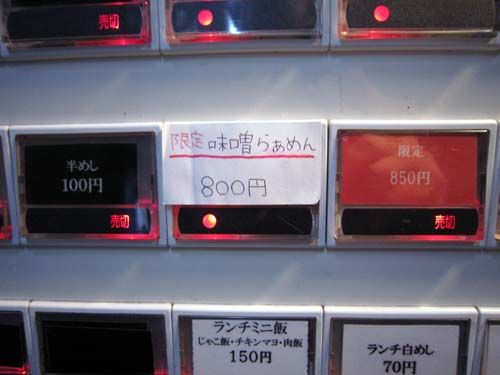 売切
半めし
100円
売切
限定 味噌らぁめん
800円
限定
850円
売切
ランチミニ飯
じゃこ飯・チキンマヨ・肉飯
150円
ランチ白めし
70円